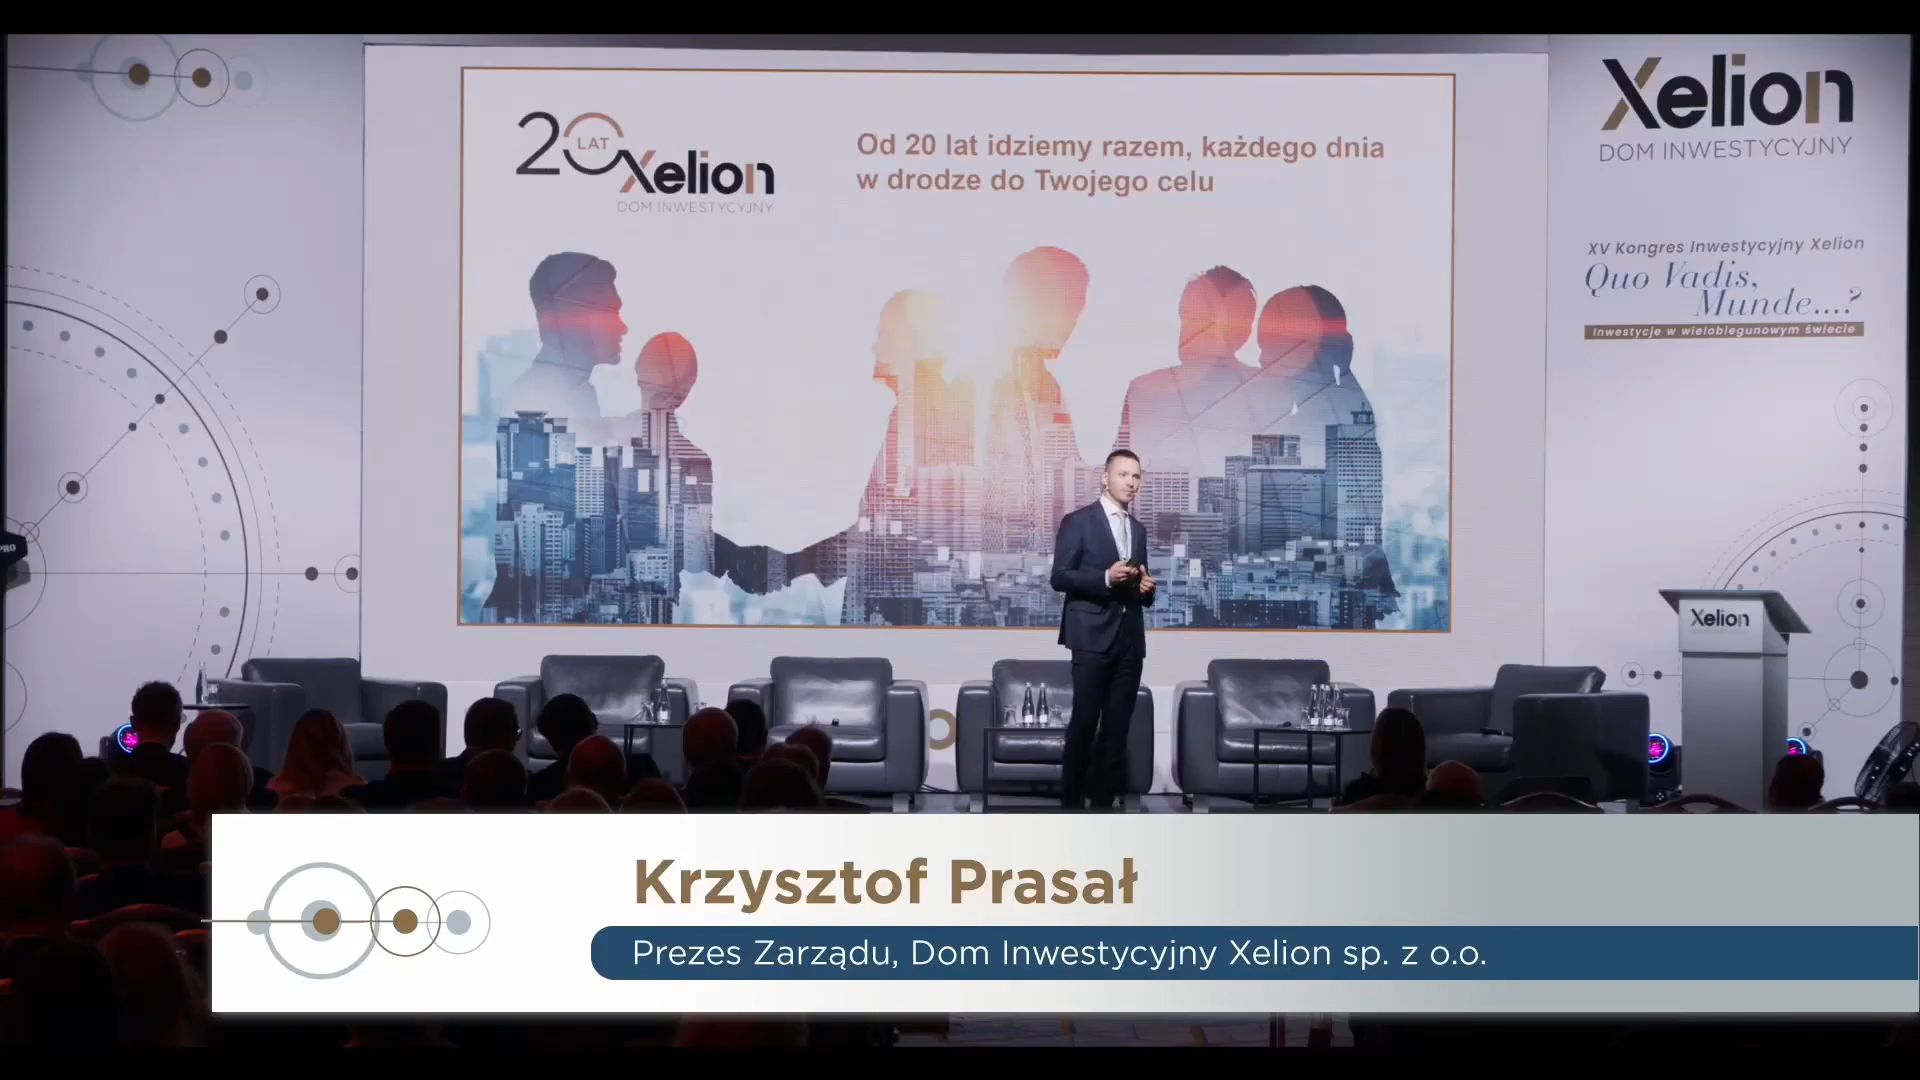 20 LAT
Xelion
DOM INWESTYCYJNY
Od 20 lat idziemy razem, każdego dnia
w drodze do Twojego celu
Xelion
DOM INWESTYCYJNY
XV Kongres Inwestycyjny Xelion
Quo Vadis,
Munde....?
Inwestycje w wielobiegunowym świecie
PRO
Xelion
Krzysztof Prasał
Prezes Zarządu, Dom Inwestycyjny Xelion sp. z o.o.